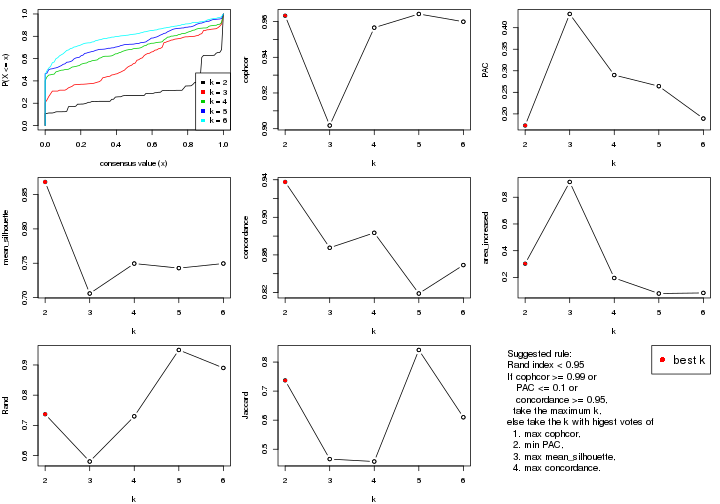 P(X <= x)
0.0 0.2 0.4 0.6 0.8 1.0
k = 2
k = 3
k = 4
k = 5
k = 6
0.0 0.2 0.4 0.6 0.8 1.0
consensus value (x)
cophcor
0.90 0.92 0.94 0.96
2 3 4 5 6
k
PAC
0.20 0.25 0.30 0.35 0.40
2 3 4 5 6
k
mean_silhouette
0.70 0.75 0.80 0.85
2 3 4 5 6
k
concordance
0.82 0.86 0.90 0.94
2 3 4 5 6
k
area_increased
0.2 0.4 0.6 0.8
2 3 4 5 6
k
Rand
0.6 0.7 0.8 0.9
2 3 4 5 6
k
Jaccard
0.5 0.6 0.7 0.8
2 3 4 5 6
k
Suggested rule:
Rand index < 0.95
If cophcor >= 0.99 or
PAC <= 0.1 or
concordance >= 0.95,
take the maximum k,
else take the k with higest votes of
1. max cophcor,
2. min PAC,
3. max mean_silhouette,
4. max concordance.
best k